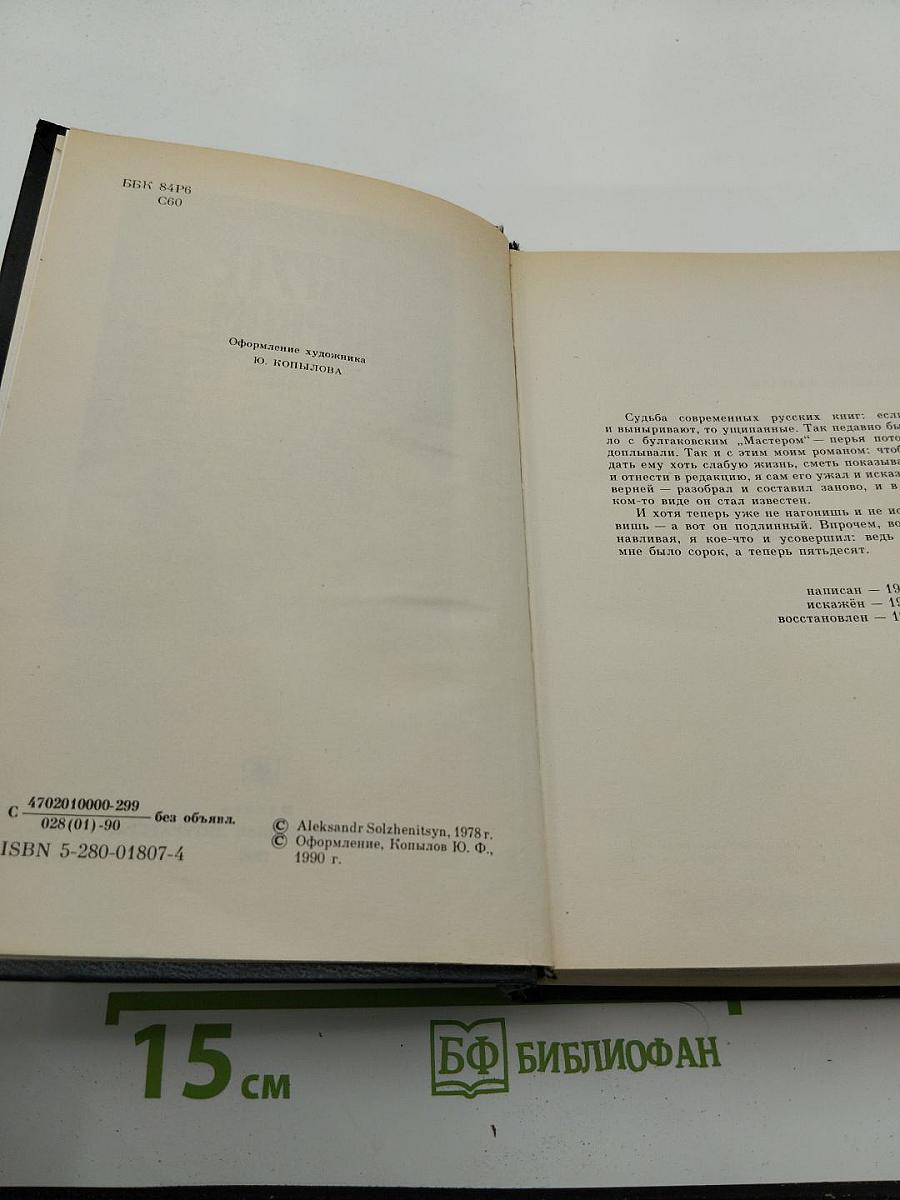 ББК 84Р6
С60
Оформление художника
Ю. КОПЫЛОВА
С 4702010000-299
028(01)-90
без объявл.
ISBN 5-280-01807-4
© Aleksandr Solzhenitsyn, 1978 г.
© Оформление, Копылов Ю. Ф.,
1990 г.
Судьба современных русских книг: если
и выныривают, то ущипанные. Так недавно бы
ло с булгаковским „Мастером“ — перья пото
доплывали. Так и с этим моим романом: чтоб
дать ему хоть слабую жизнь, сметь показыва
и отнести в редакцию, я сам его ужал и иска
верней — разобрал и составил заново, и в
ком-то виде он стал известен.
И хотя теперь уже не нагонишь и не ис
вишь — а вот он подлинный. Впрочем, во
навливая, я кое-что и усовершил: ведь
мне было сорок, а теперь пятьдесят.
написан — 19
искажён — 19
восстановлен — 1
15 см
БФ БИБЛИОФАН